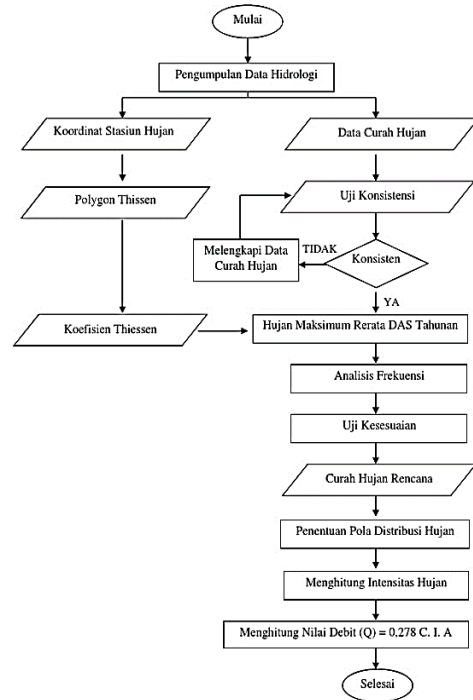 Mulai
Pengumpulan Data Hidrologi
Koordinat Stasiun Hujan
Data Curah Hujan
Polygon Thissen
Uji Konsistensi
Melengkapi Data
Curah Hujan
TIDAK
Konsisten
YA
Koefisien Thiessen
Hujan Maksimum Rerata DAS Tahunan
Analisis Frekuensi
Uji Kesesuaian
Curah Hujan Rencana
Penentuan Pola Distribusi Hujan
Menghitung Intensitas Hujan
Menghitung Nilai Debit (Q) = 0,278 C. I. A
Selesai